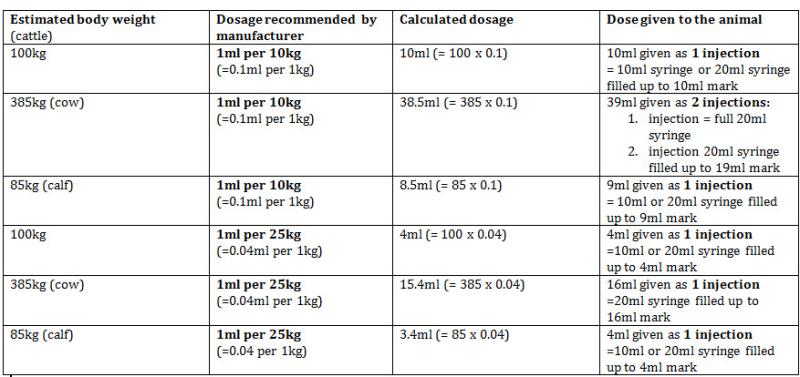 Estimated body weight
(cattle)
Dosage recommended by
manufacturer
Calculated dosage
Dose given to the animal
100kg
1ml per 10kg
(=0.1ml per 1kg)
10ml (= 100 x 0.1)
10ml given as 1 injection
= 10ml syringe or 20ml syringe
filled up to 10ml mark
385kg (cow)
1ml per 10kg
(=0.1ml per 1kg)
38.5ml (= 385 x 0.1)
39ml given as 2 injections:
1. injection = full 20ml
syringe
2. injection 20ml syringe
filled up to 19ml mark
85kg (calf)
1ml per 10kg
(=0.1ml per 1kg)
8.5ml (= 85 x 0.1)
9ml given as 1 injection
= 10ml or 20ml syringe filled
up to 9ml mark
100kg
1ml per 25kg
(=0.04ml per 1kg)
4ml (= 100 x 0.04)
4ml given as 1 injection
=10ml or 20ml syringe filled
up to 4ml mark
385kg (cow)
1ml per 25kg
(=0.04ml per 1kg)
15.4ml (= 385 x 0.04)
16ml given as 1 injection
=20ml syringe filled up to
16ml mark
85kg (calf)
1ml per 25kg
(=0.04 per 1kg)
3.4ml (= 85 x 0.04)
4ml given as 1 injection
=10ml or 20ml syringe filled
up to 4ml mark